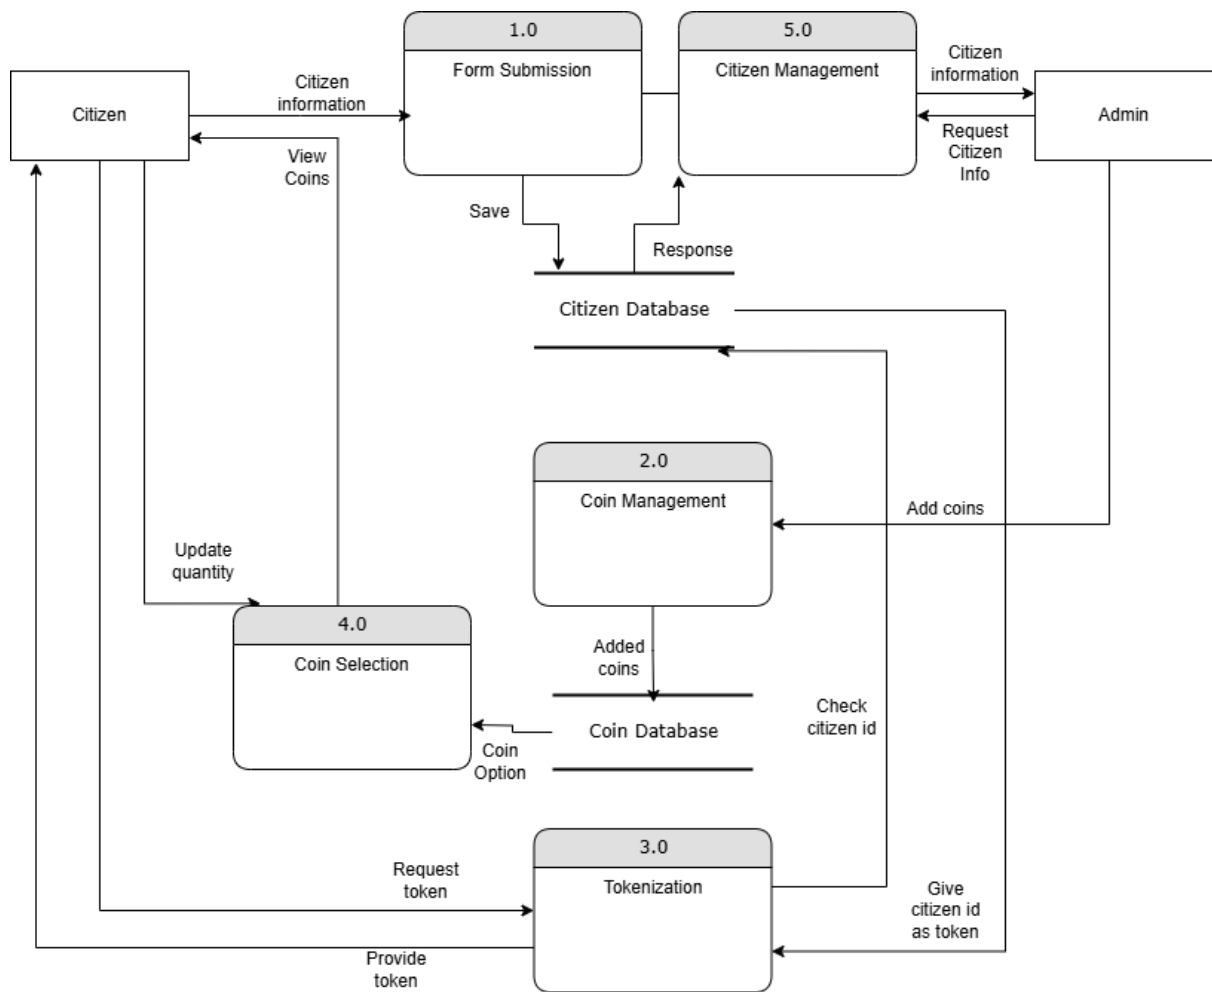 1.0
Form Submission
5.0
Citizen Management
Citizen
Citizen
information
Citizen
information
Admin
Request
Citizen
Info
View
Coins
Save
Response
Citizen Database
2.0
Coin Management
Add coins
Update
quantity
4.0
Coin Selection
Added
coins
Check
citizen id
Coin Database
Coin
Option
3.0
Tokenization
Request
token
Give
citizen id
as token
Provide
token